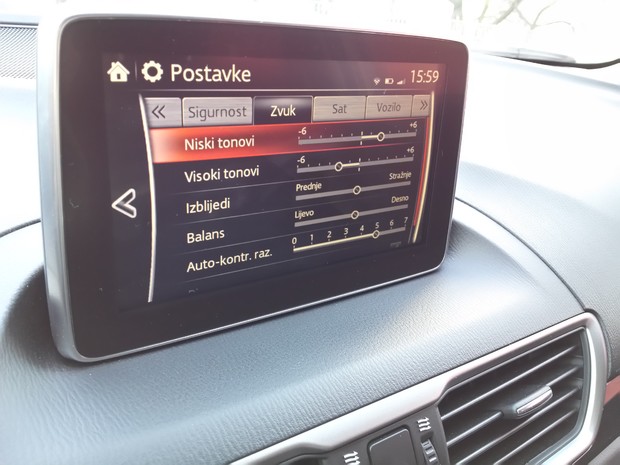 Postavke 15:59
« Sigurnost Zvuk Sat Vozilo »
Niski tonovi -6 +6
Visoki tonovi -6 +6
Izblijedi Prednje Stražnje
Balans Lijevo Desno
Auto-kontr. raz. 0 1 2 3 4 5 6 7